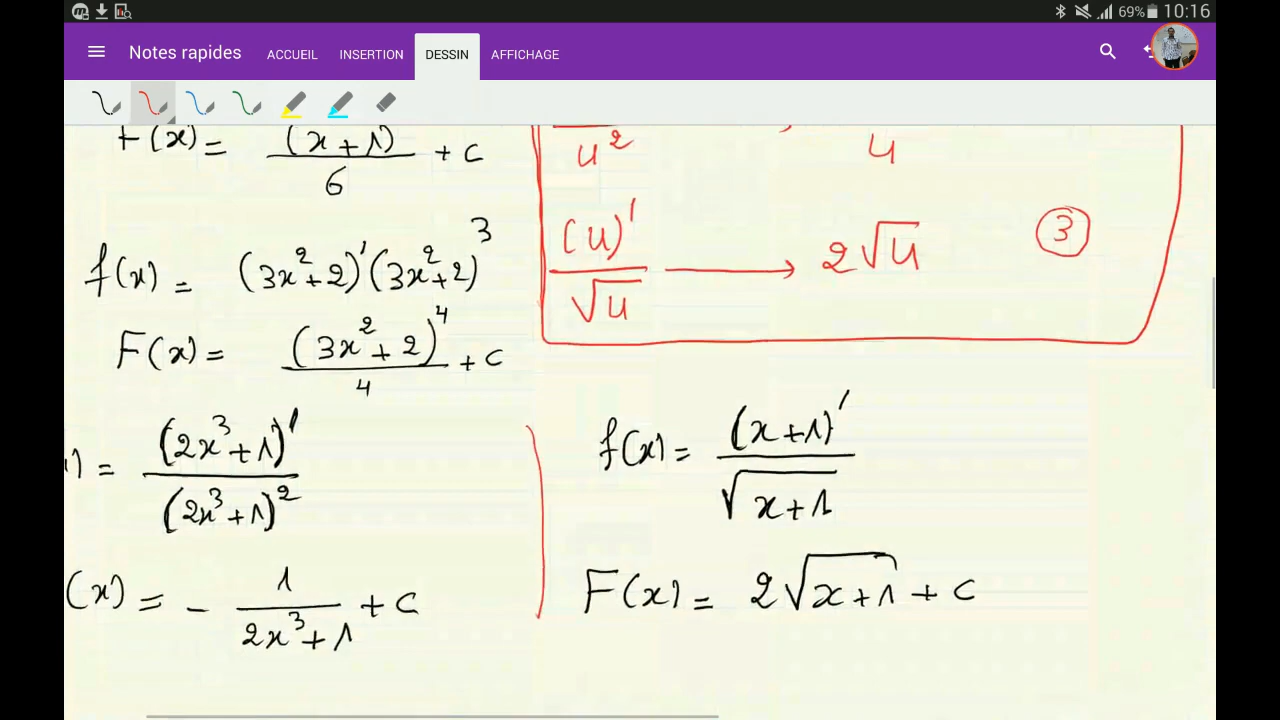 69% 10:16
Notes rapides ACCUEIL INSERTION DESSIN AFFICHAGE
F(x) = (x+1)/6 + c
f(x) = (3x²+2)'(3x²+2)³
F(x) = (3x²+2)⁴/4 + c
) = (2x³+1)'/(2x³+1)²
(x) = - 1/(2x³+1) + c
u² u
(u)'/√u → 2√u ③
f(x) = (x+1)'/√(x+1)
F(x) = 2√(x+1) + c